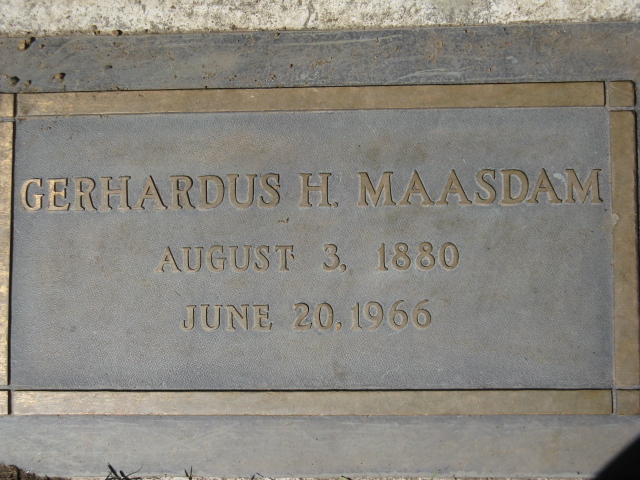 GERHARDUS H. MAASDAM
AUGUST 3, 1880
JUNE 20, 1966